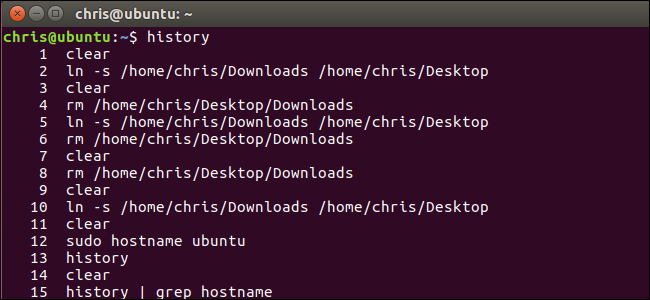 chris@ubuntu: ~
chris@ubuntu:~$ history
1 clear
2 ln -s /home/chris/Downloads /home/chris/Desktop
3 clear
4 rm /home/chris/Desktop/Downloads
5 ln -s /home/chris/Downloads /home/chris/Desktop
6 rm /home/chris/Desktop/Downloads
7 clear
8 rm /home/chris/Desktop/Downloads
9 clear
10 ln -s /home/chris/Downloads /home/chris/Desktop
11 clear
12 sudo hostname ubuntu
13 history
14 clear
15 history | grep hostname